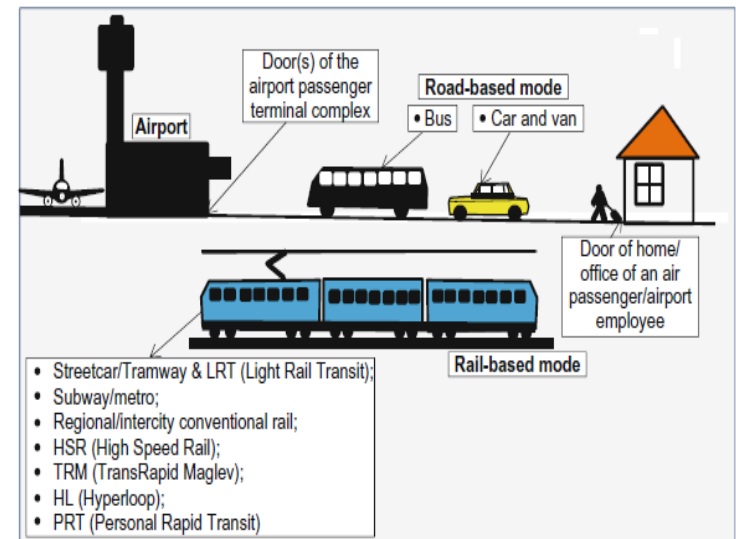 Door(s) of the
airport passenger
terminal complex
Road-based mode
• Bus
• Car and van
Airport
Door of home/
office of an air
passenger/airport
employee
Rail-based mode
• Streetcar/Tramway & LRT (Light Rail Transit);
• Subway/metro;
• Regional/intercity conventional rail;
• HSR (High Speed Rail);
• TRM (TransRapid Maglev);
• HL (Hyperloop);
• PRT (Personal Rapid Transit)